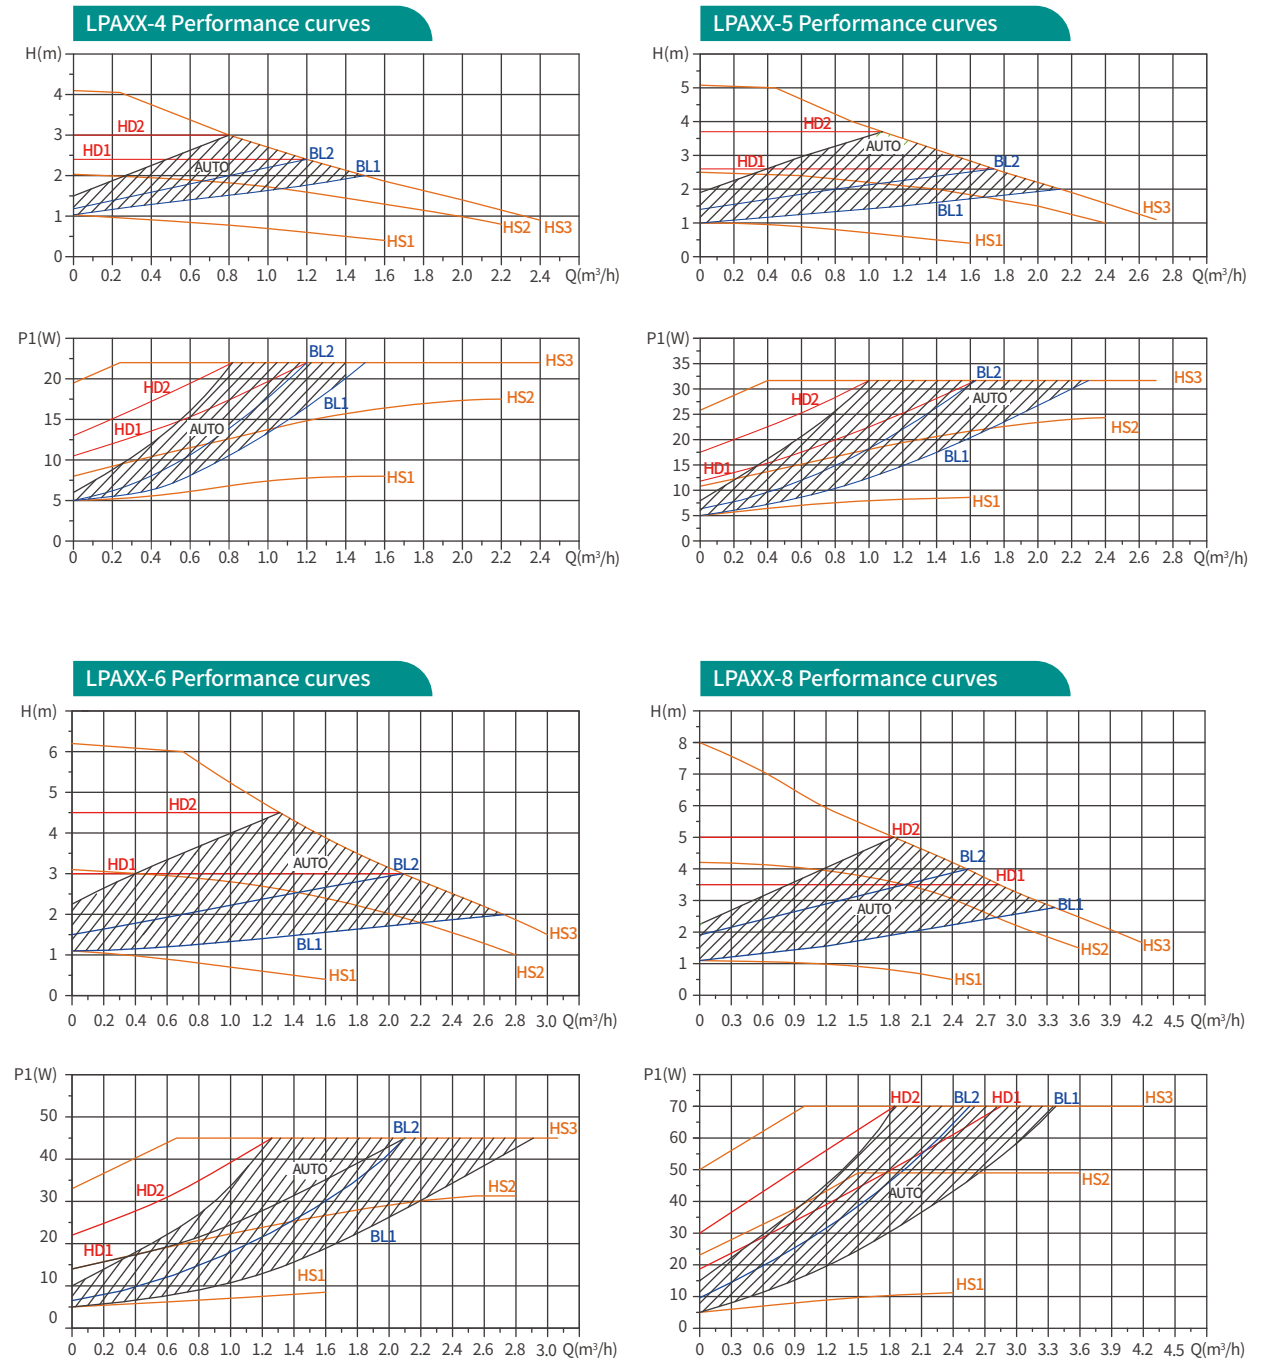 LPAXX-4 Performance curves
H(m)
4
3
2
1
0
HD2
HD1
AUTO
BL2
BL1
HS1
HS2
HS3
0 0.2 0.4 0.6 0.8 1.0 1.2 1.4 1.6 1.8 2.0 2.2 2.4 Q(m³/h)
P1(W)
20
15
10
5
0
BL2
HS3
HD2
HS2
BL1
HD1
AUTO
HS1
0 0.2 0.4 0.6 0.8 1.0 1.2 1.4 1.6 1.8 2.0 2.2 2.4 Q(m³/h)
LPAXX-5 Performance curves
H(m)
5
4
3
2
1
0
HD2
AUTO
HD1
BL2
BL1
HS3
HS1
0 0.2 0.4 0.6 0.8 1.0 1.2 1.4 1.6 1.8 2.0 2.2 2.4 2.6 2.8 Q(m³/h)
P1(W)
35
30
25
20
15
10
5
0
BL2
HS3
HD2
AUTO
HS2
BL1
HD1
HS1
0 0.2 0.4 0.6 0.8 1.0 1.2 1.4 1.6 1.8 2.0 2.2 2.4 2.6 2.8 Q(m³/h)
LPAXX-6 Performance curves
H(m)
6
5
4
3
2
1
0
HD2
HD1
AUTO
BL2
BL1
HS3
HS2
HS1
0 0.2 0.4 0.6 0.8 1.0 1.2 1.4 1.6 1.8 2.0 2.2 2.4 2.6 2.8 3.0 Q(m³/h)
P1(W)
50
40
30
20
10
0
BL2
HS3
AUTO
HD2
HS2
BL1
HD1
HS1
0 0.2 0.4 0.6 0.8 1.0 1.2 1.4 1.6 1.8 2.0 2.2 2.4 2.6 2.8 3.0 Q(m³/h)
LPAXX-8 Performance curves
H(m)
8
7
6
5
4
3
2
1
0
HD2
BL2
HD1
BL1
AUTO
HS3
HS2
HS1
0 0.3 0.6 0.9 1.2 1.5 1.8 2.1 2.4 2.7 3.0 3.3 3.6 3.9 4.2 4.5 Q(m³/h)
P1(W)
70
60
50
40
30
20
10
0
HD2
BL2
HD1
BL1
HS3
HS2
AUTO
HS1
0 0.3 0.6 0.9 1.2 1.5 1.8 2.1 2.4 2.7 3.0 3.3 3.6 3.9 4.2 4.5 Q(m³/h)